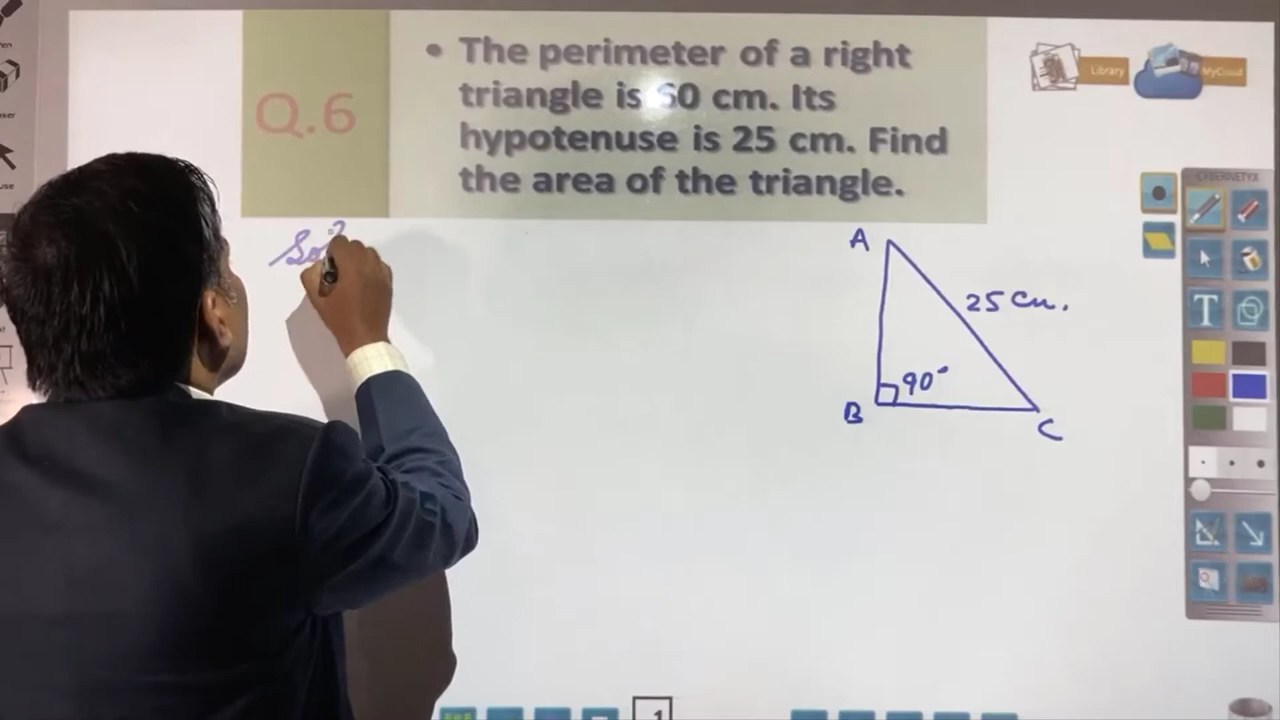 Q.6
• The perimeter of a right
triangle is 60 cm. Its
hypotenuse is 25 cm. Find
the area of the triangle.
Library
MyCloud
CYBERNETYX
A
25 cm.
90°
B
C
T
1